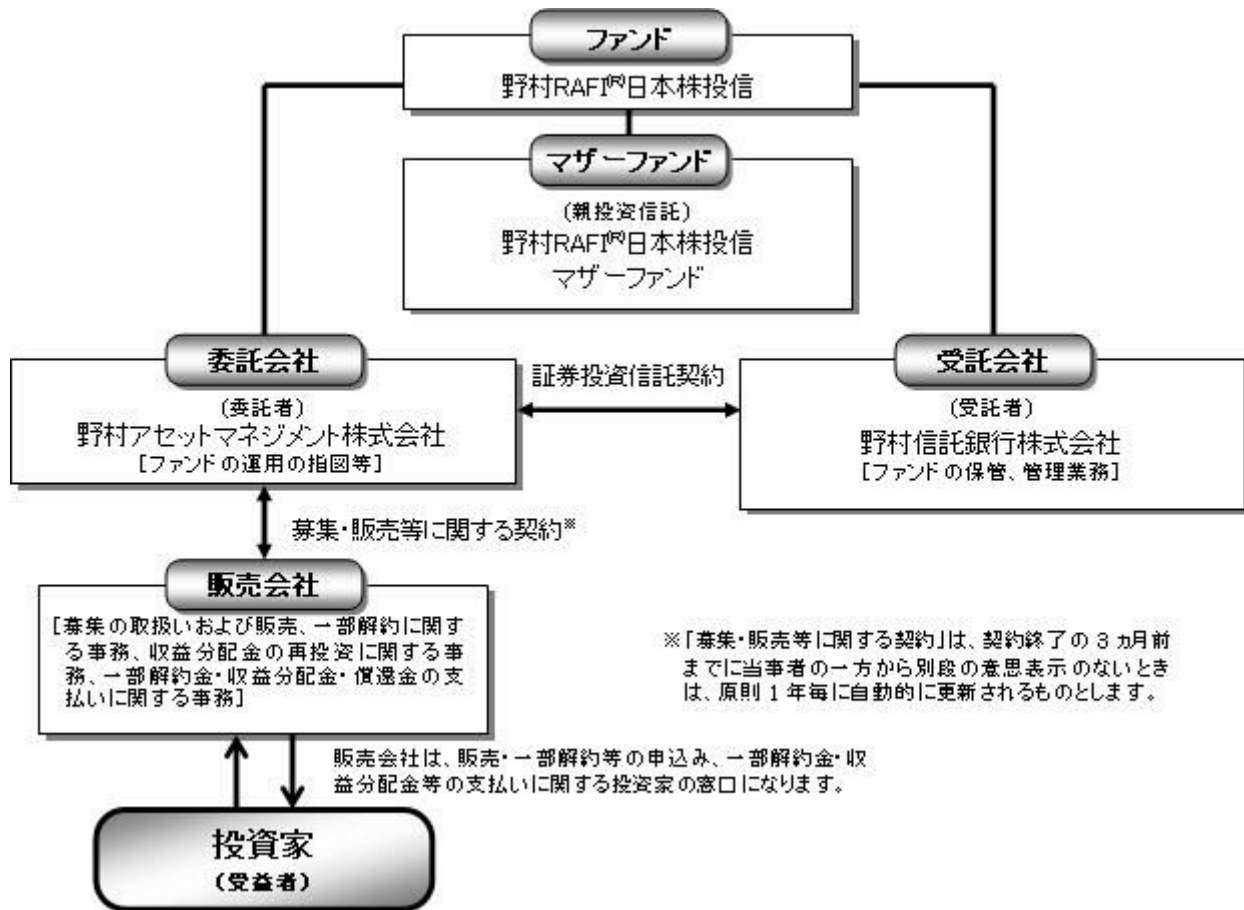 ファンド
野村RAFI(R)日本株投信
マザーファンド
(親投資信託)
野村RAFI(R)日本株投信
マザーファンド
委託会社
(委託者)
野村アセットマネジメント株式会社
[ファンドの運用の指図等]
証券投資信託契約
受託会社
(受託者)
野村信託銀行株式会社
[ファンドの保管、管理業務]
募集・販売等に関する契約※
販売会社
[募集の取扱いおよび販売、一部解約に関す
る事務、収益分配金の再投資に関する事
務、一部解約金・収益分配金・償還金の支
払いに関する事務]
※「募集・販売等に関する契約」は、契約終了の3ヵ月前
までに当事者の一方から別段の意思表示のないとき
は、原則1年毎に自動的に更新されるものとします。
販売会社は、販売・一部解約等の申込み、一部解約金・収
益分配金等の支払いに関する投資家の窓口になります。
投資家
(受益者)